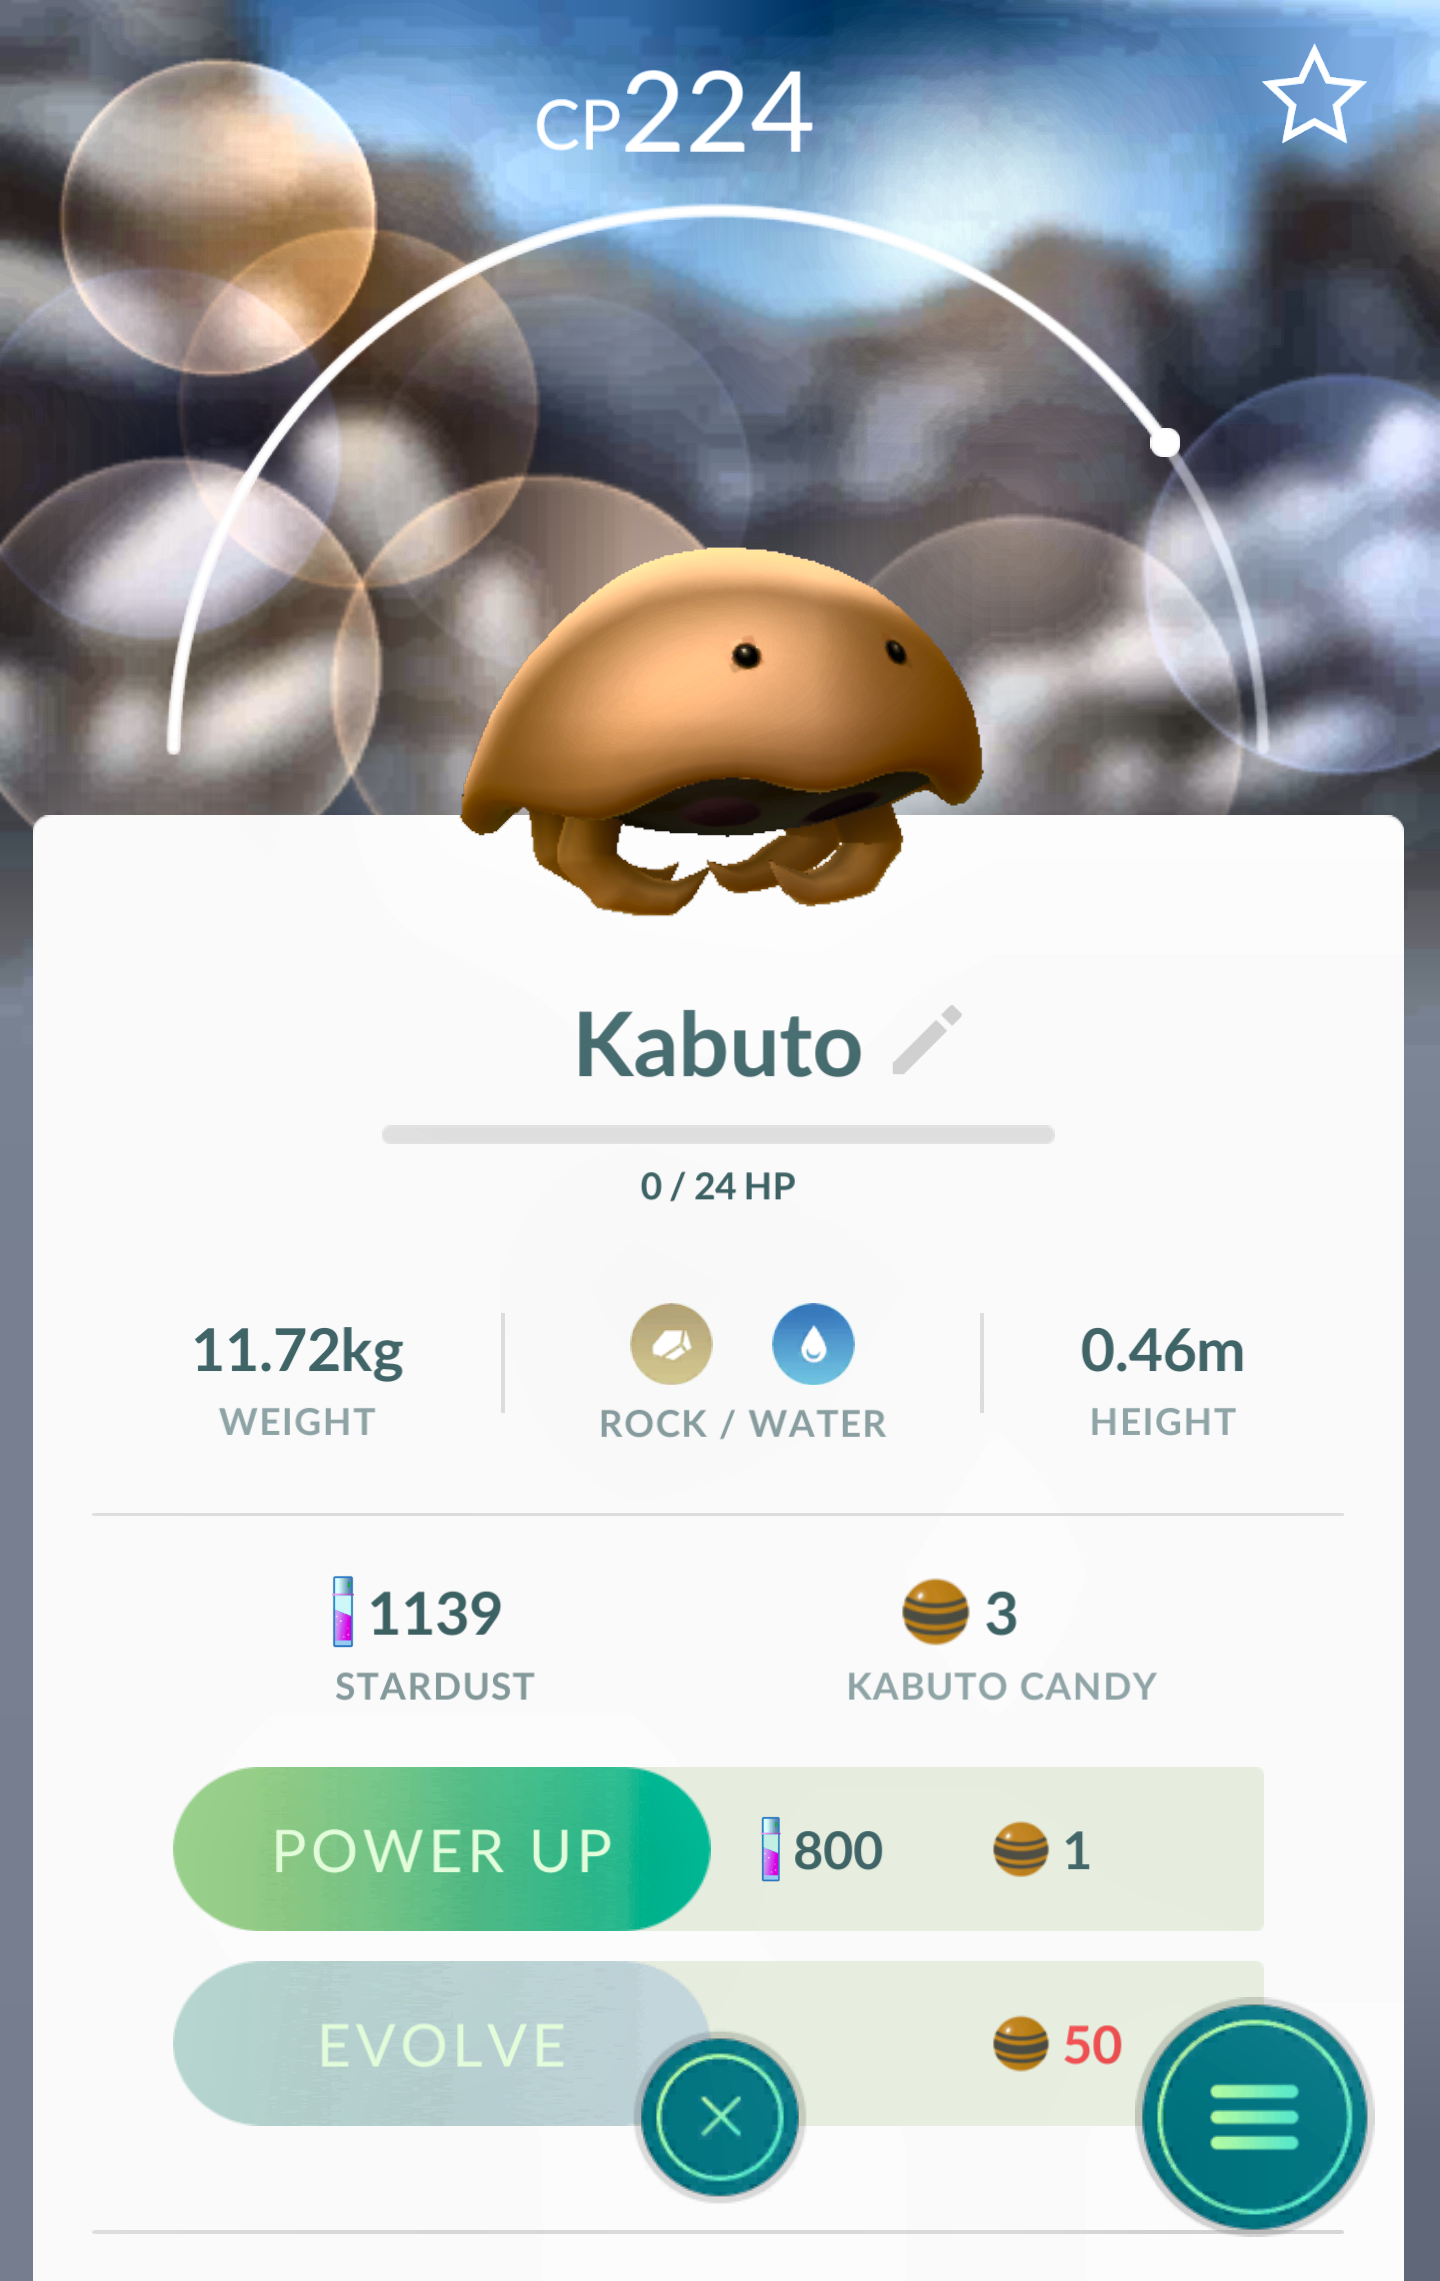 CP224
Kabuto
0 / 24 HP
11.72kg
WEIGHT
ROCK / WATER
0.46m
HEIGHT
1139
STARDUST
3
KABUTO CANDY
POWER UP
800
1
EVOLVE
50